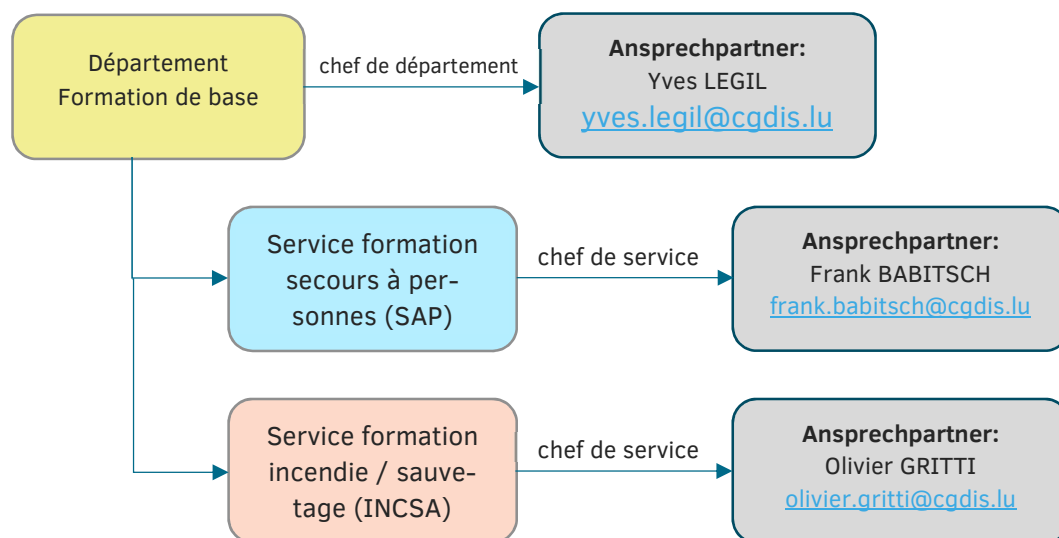 Département
Formation de base
chef de département
Ansprechpartner:
Yves LEGIL
yves.legil@cgdis.lu
Service formation
secours à per-
sonnes (SAP)
chef de service
Ansprechpartner:
Frank BABITSCH
frank.babitsch@cgdis.lu
Service formation
incendie / sauve-
tage (INCSA)
chef de service
Ansprechpartner:
Olivier GRITTI
olivier.gritti@cgdis.lu